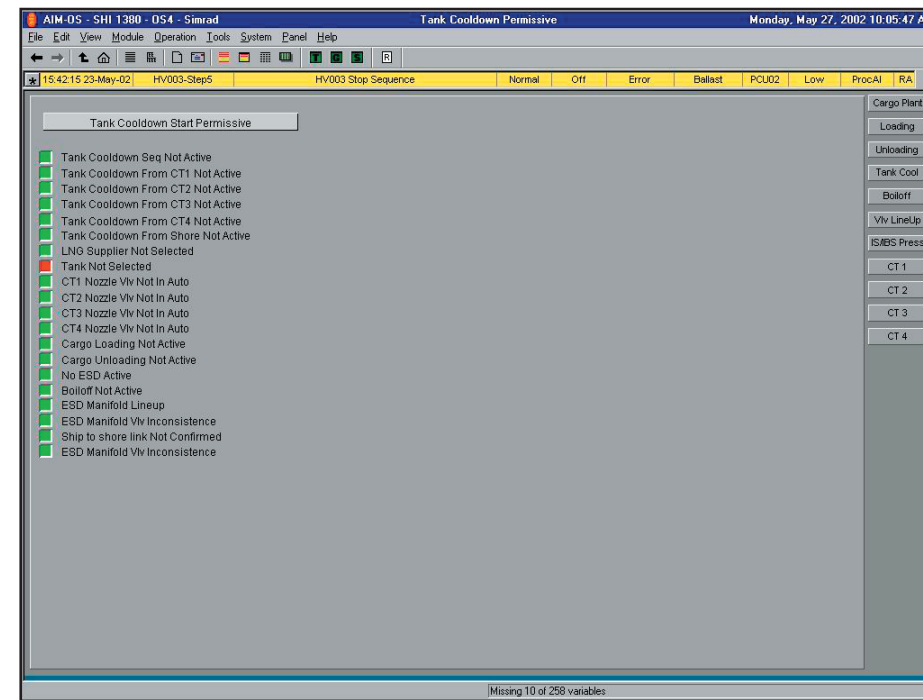 AIM-OS - SHI 1380 - OS4 - Simrad Tank Cooldown Permissive Monday, May 27, 2002 10:05:47 A
File Edit View Module Operation Tools System Panel Help
T G S R
* 15:42:15 23-May-02 HV003-Step5 HV003 Stop Sequence Normal Off Error Ballast PCU02 Low ProcAl RA
Tank Cooldown Start Permissive
Tank Cooldown Seq Not Active
Tank Cooldown From CT1 Not Active
Tank Cooldown From CT2 Not Active
Tank Cooldown From CT3 Not Active
Tank Cooldown From CT4 Not Active
Tank Cooldown From Shore Not Active
LNG Supplier Not Selected
Tank Not Selected
CT1 Nozzle Vlv Not In Auto
CT2 Nozzle Vlv Not In Auto
CT3 Nozzle Vlv Not In Auto
CT4 Nozzle Vlv Not In Auto
Cargo Loading Not Active
Cargo Unloading Not Active
No ESD Active
Boiloff Not Active
ESD Manifold Lineup
ESD Manifold Vlv Inconsistence
Ship to shore link Not Confirmed
ESD Manifold Vlv Inconsistence
Cargo Plant
Loading
Unloading
Tank Cool
Boiloff
Vlv LineUp
IS/IBS Press
CT 1
CT 2
CT 3
CT 4
Missing 10 of 258 variables